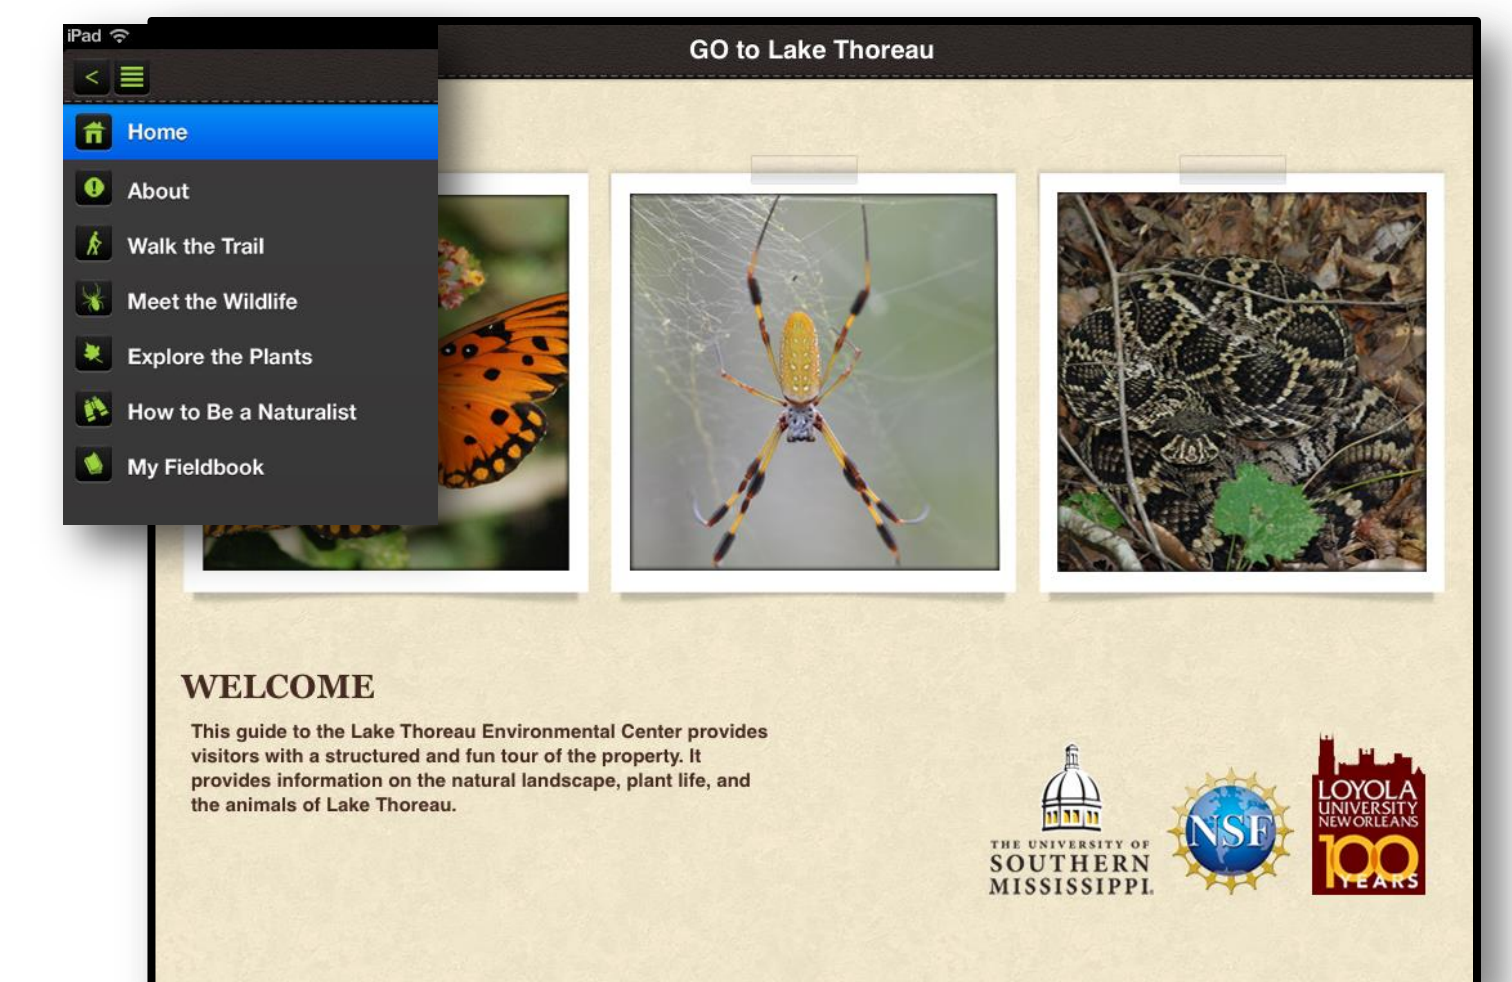 iPad
GO to Lake Thoreau
<
Home
About
Walk the Trail
Meet the Wildlife
Explore the Plants
How to Be a Naturalist
My Fieldbook
WELCOME
This guide to the Lake Thoreau Environmental Center provides
visitors with a structured and fun tour of the property. It
provides information on the natural landscape, plant life, and
the animals of Lake Thoreau.
THE UNIVERSITY OF
SOUTHERN
MISSISSIPPI.
NSF
LOYOLA
UNIVERSITY
NEW ORLEANS
100
YEARS